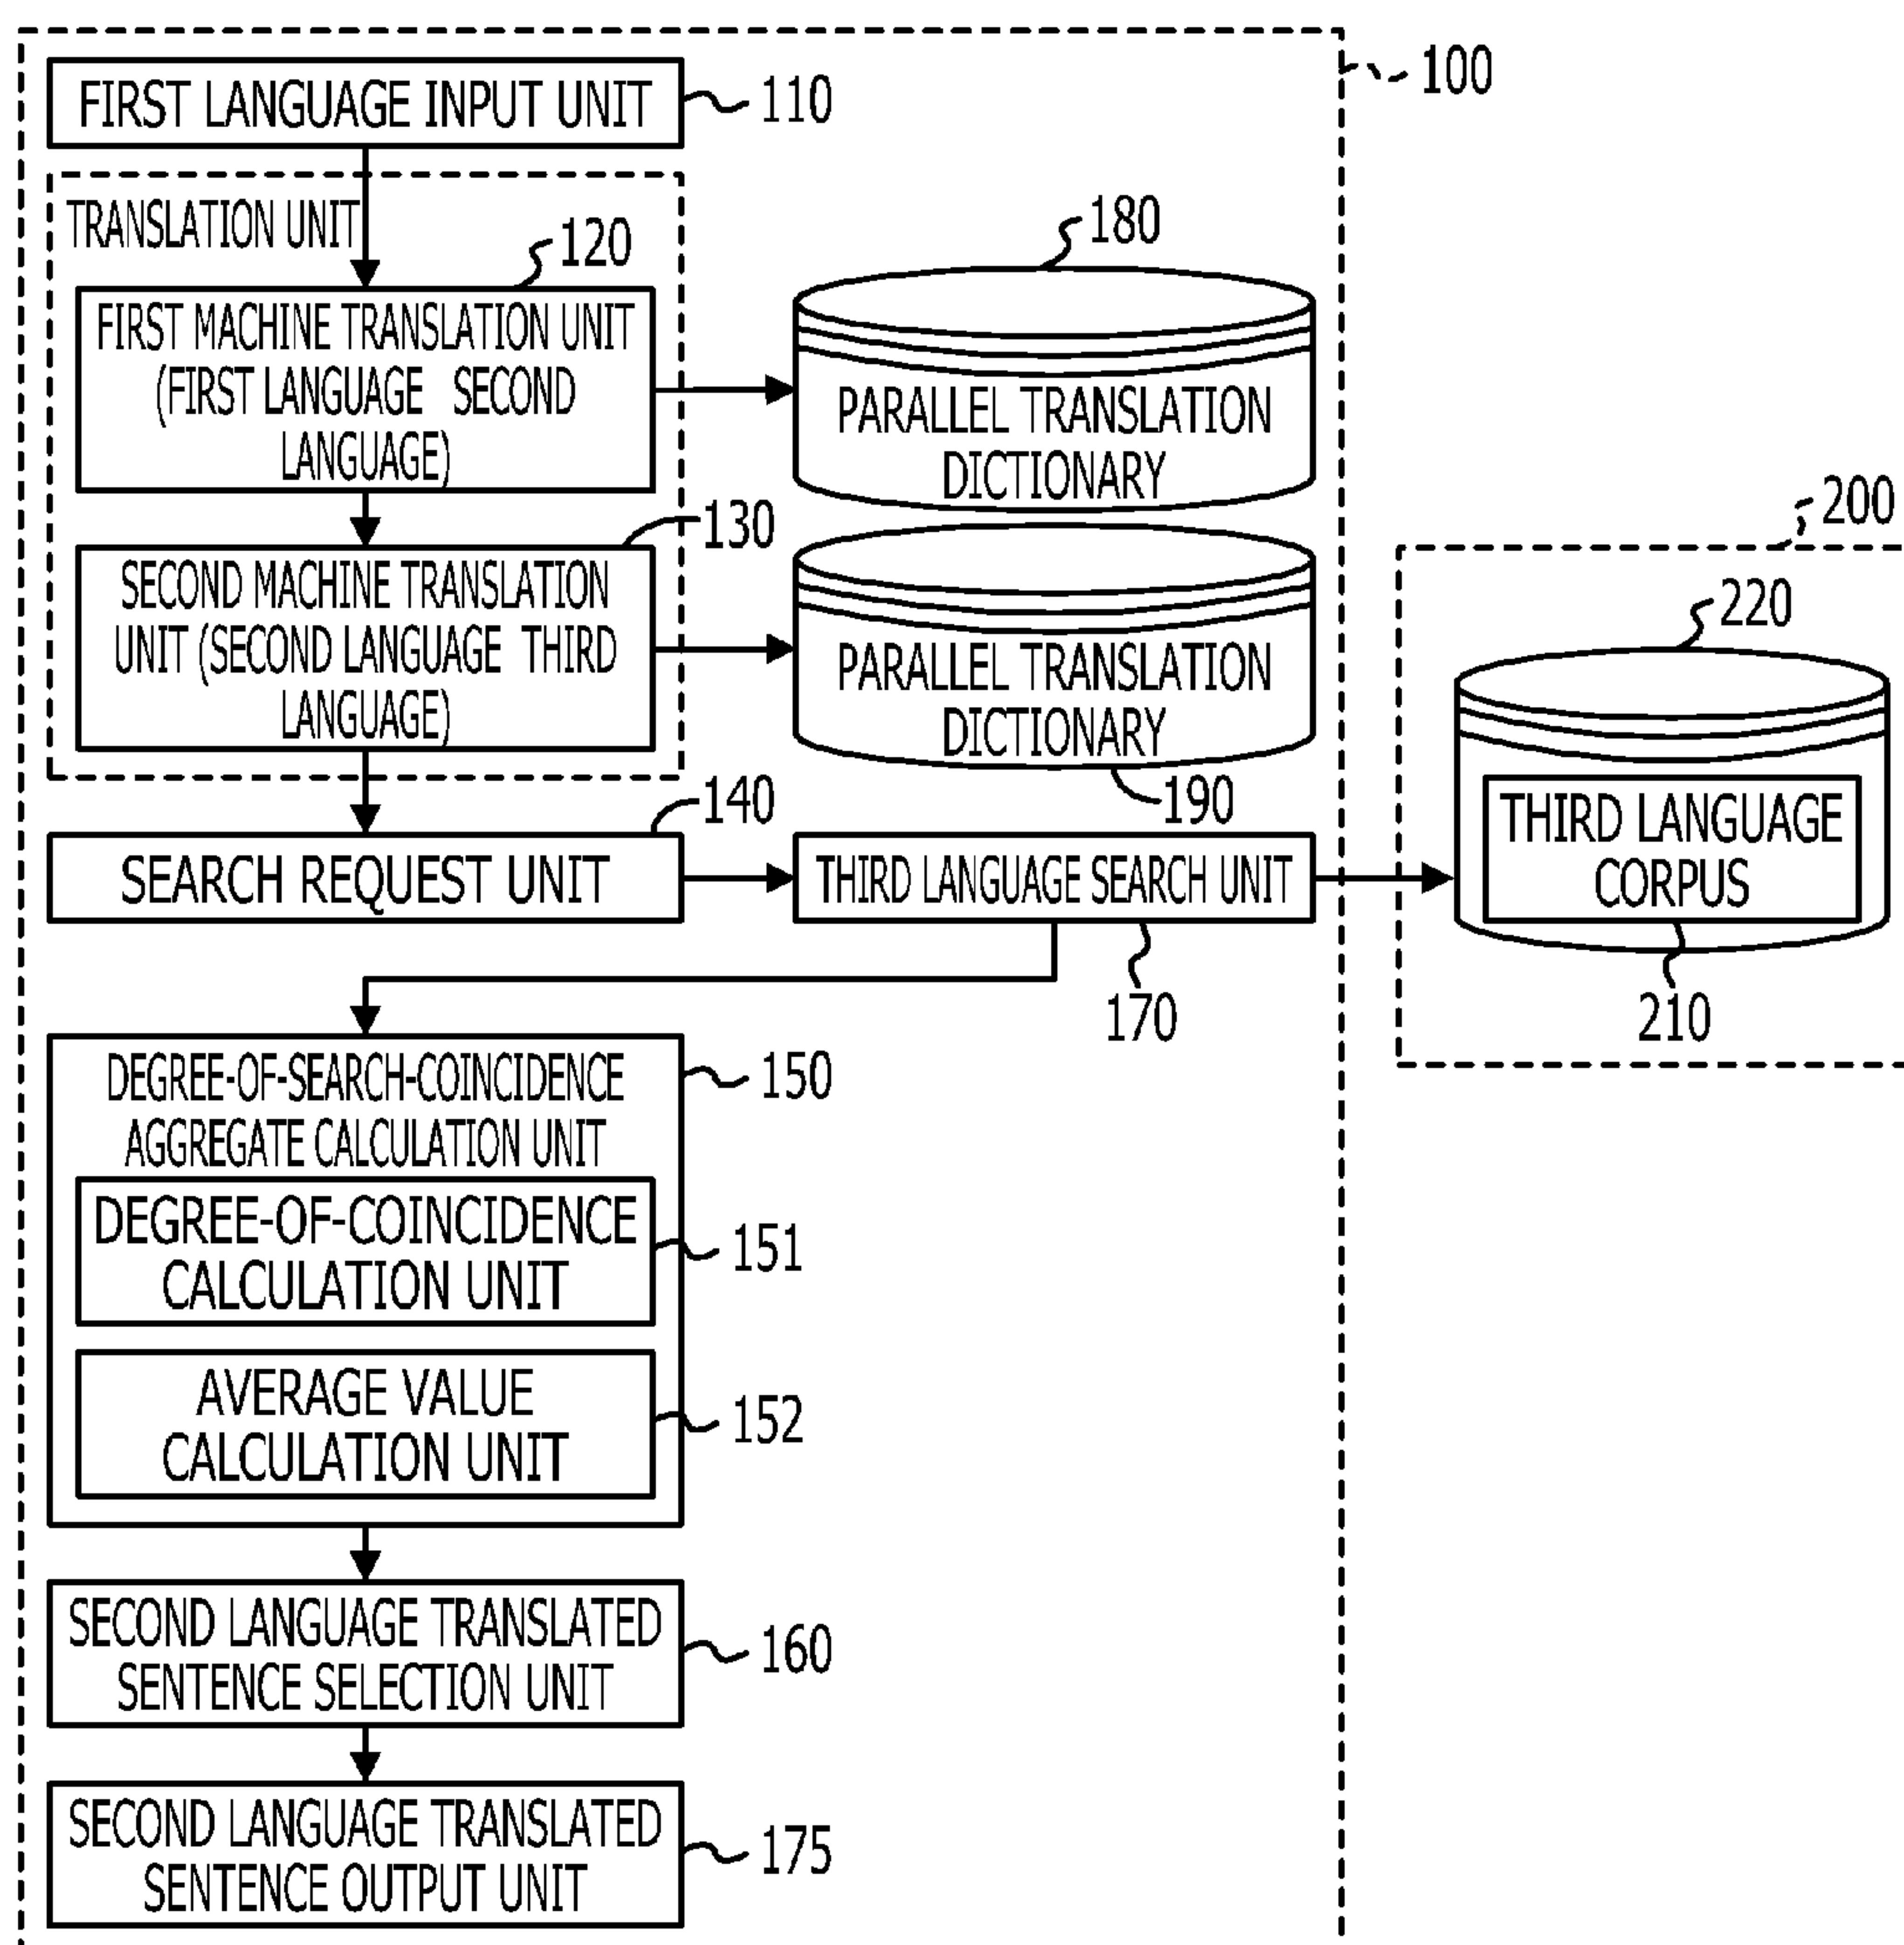 100
FIRST LANGUAGE INPUT UNIT
110
TRANSLATION UNIT
120
180
FIRST MACHINE TRANSLATION UNIT
(FIRST LANGUAGE SECOND
LANGUAGE)
PARALLEL TRANSLATION
DICTIONARY
130
SECOND MACHINE TRANSLATION
UNIT (SECOND LANGUAGE THIRD
LANGUAGE)
PARALLEL TRANSLATION
DICTIONARY
190
200
220
THIRD LANGUAGE
CORPUS
210
140
SEARCH REQUEST UNIT
THIRD LANGUAGE SEARCH UNIT
170
DEGREE-OF-SEARCH-COINCIDENCE
AGGREGATE CALCULATION UNIT
150
DEGREE-OF-COINCIDENCE
CALCULATION UNIT
151
AVERAGE VALUE
CALCULATION UNIT
152
SECOND LANGUAGE TRANSLATED
SENTENCE SELECTION UNIT
160
SECOND LANGUAGE TRANSLATED
SENTENCE OUTPUT UNIT
175